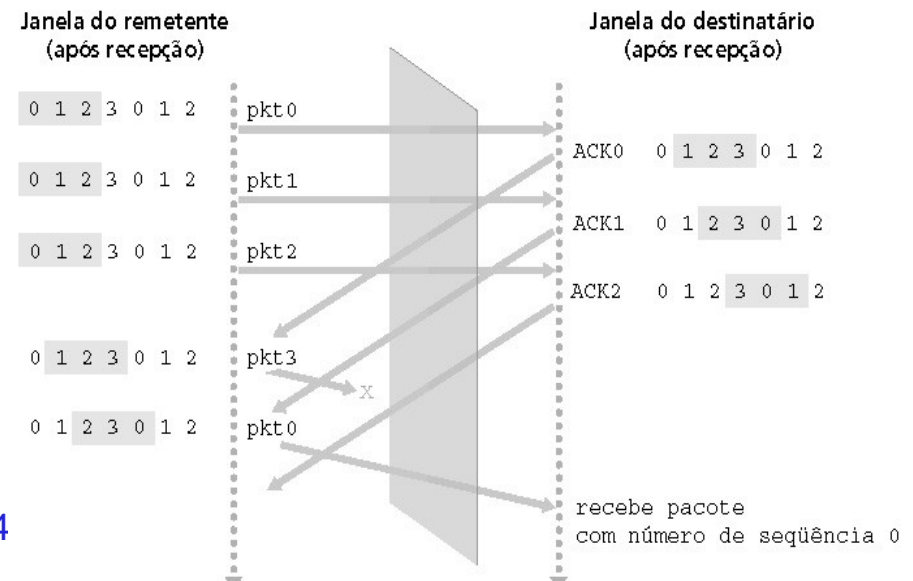 Janela do remetente
(após recepção)
Janela do destinatário
(após recepção)
0 1 2 3 0 1 2
pkt0
ACK0 0 1 2 3 0 1 2
0 1 2 3 0 1 2
pkt1
ACK1 0 1 2 3 0 1 2
0 1 2 3 0 1 2
pkt2
ACK2 0 1 2 3 0 1 2
0 1 2 3 0 1 2
pkt3
X
0 1 2 3 0 1 2
pkt0
recebe pacote
com número de seqüência 0
4